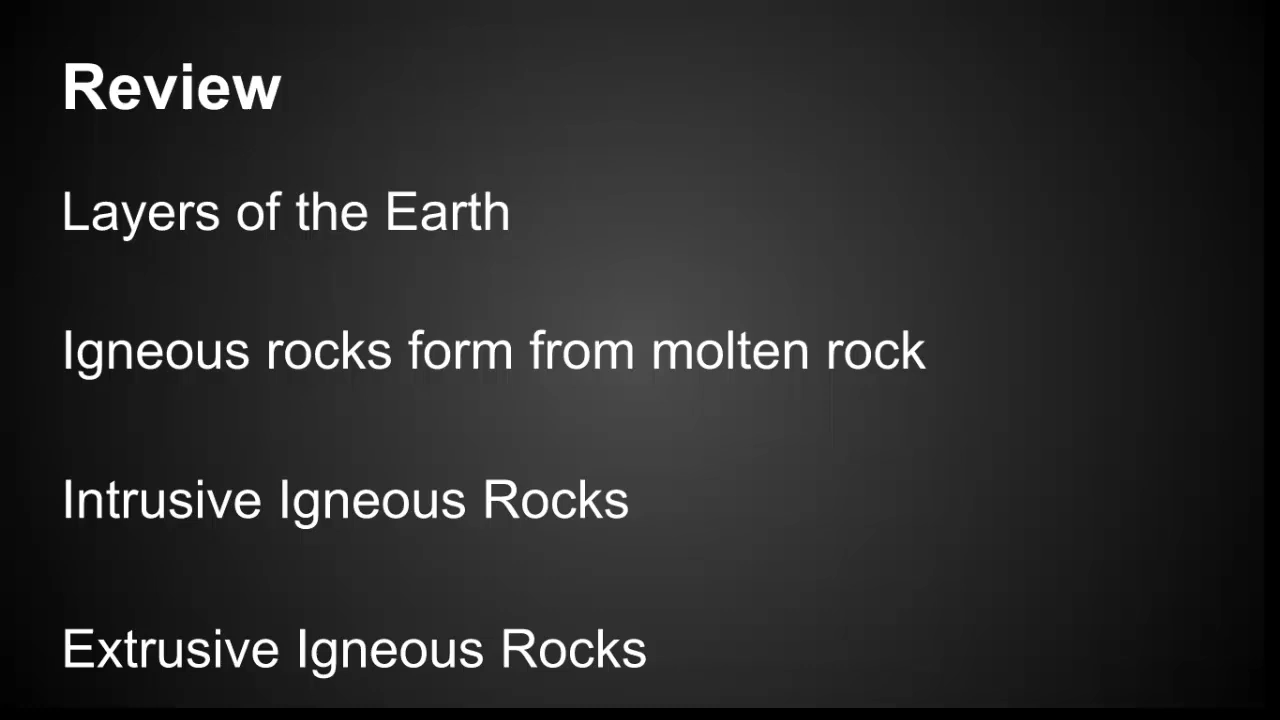 Review
Layers of the Earth
Igneous rocks form from molten rock
Intrusive Igneous Rocks
Extrusive Igneous Rocks